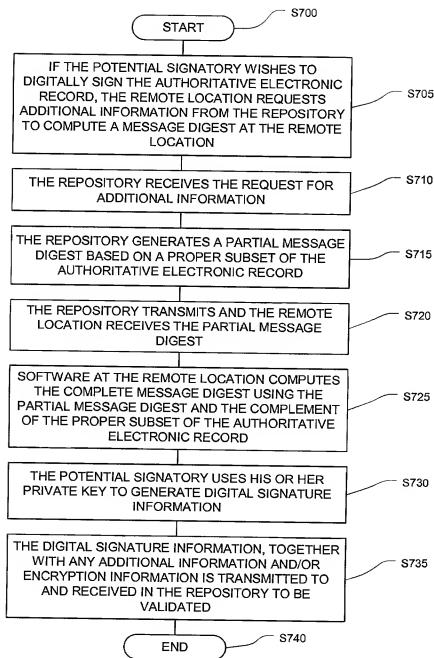 START
S700
IF THE POTENTIAL SIGNATORY WISHES TO
DIGITALLY SIGN THE AUTHORITATIVE ELECTRONIC
RECORD, THE REMOTE LOCATION REQUESTS
ADDITIONAL INFORMATION FROM THE REPOSITORY
TO COMPUTE A MESSAGE DIGEST AT THE REMOTE
LOCATION
S705
THE REPOSITORY RECEIVES THE REQUEST FOR
ADDITIONAL INFORMATION
S710
THE REPOSITORY GENERATES A PARTIAL MESSAGE
DIGEST BASED ON A PROPER SUBSET OF THE
AUTHORITATIVE ELECTRONIC RECORD
S715
THE REPOSITORY TRANSMITS AND THE REMOTE
LOCATION RECEIVES THE PARTIAL MESSAGE
DIGEST
S720
SOFTWARE AT THE REMOTE LOCATION COMPUTES
THE COMPLETE MESSAGE DIGEST USING THE
PARTIAL MESSAGE DIGEST AND THE COMPLEMENT
OF THE PROPER SUBSET OF THE AUTHORITATIVE
ELECTRONIC RECORD
S725
THE POTENTIAL SIGNATORY USES HIS OR HER
PRIVATE KEY TO GENERATE DIGITAL SIGNATURE
INFORMATION
S730
THE DIGITAL SIGNATURE INFORMATION, TOGETHER
WITH ANY ADDITIONAL INFORMATION AND/OR
ENCRYPTION INFORMATION IS TRANSMITTED TO
AND RECEIVED IN THE REPOSITORY TO BE
VALIDATED
S735
END
S740